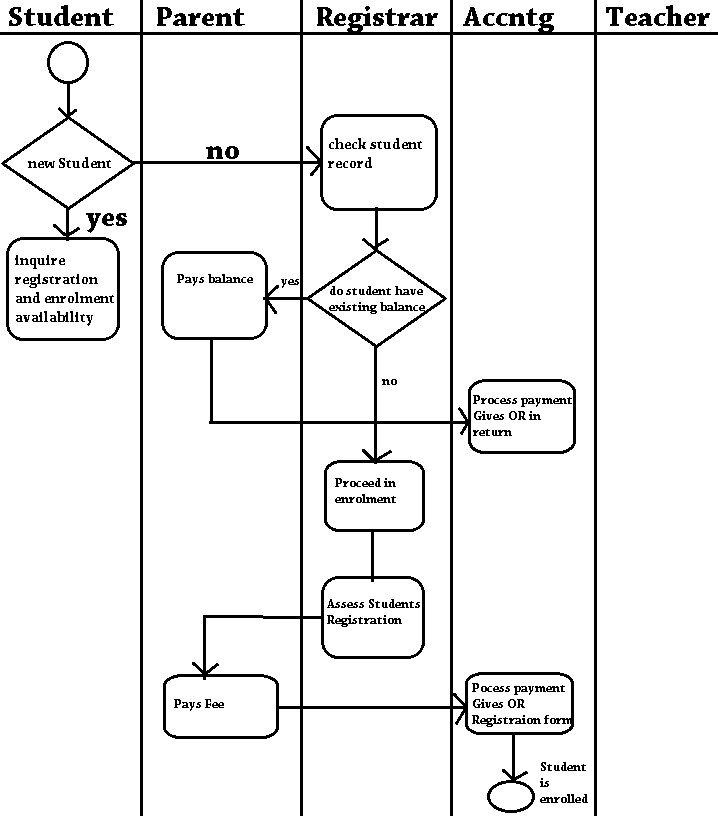 Student
Parent
Registrar
Accntg
Teacher
new Student
no
check student
record
yes
inquire
registration
and enrolment
availability
Pays balance
yes
do student have
existing balance
no
Process payment
Gives OR in
return
Proceed in
enrolment
Assess Students
Registration
Pays Fee
Pocess payment
Gives OR
Registraion form
Student
is
enrolled